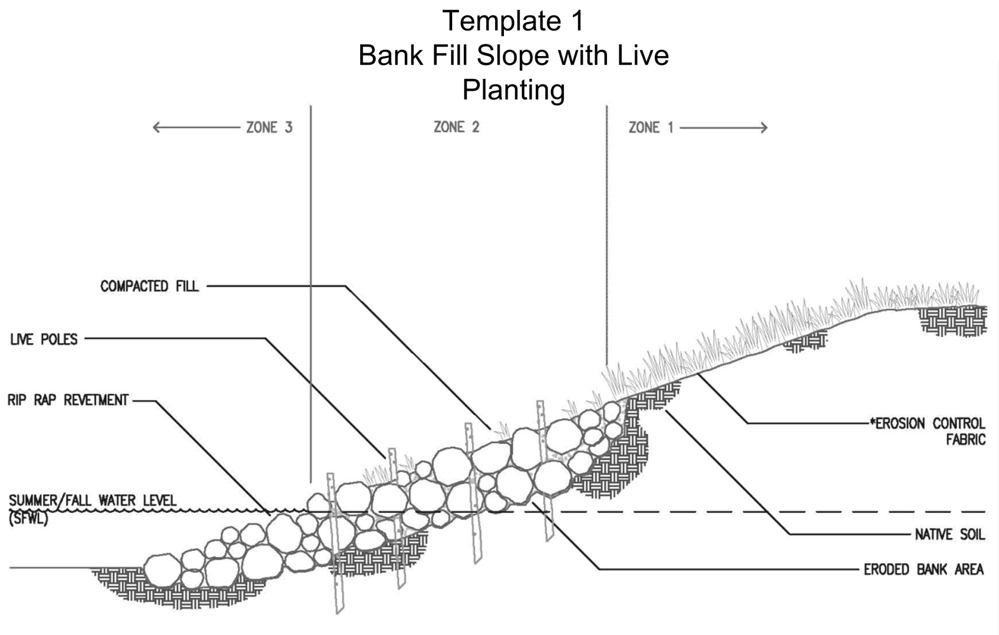 Template 1
Bank Fill Slope with Live
Planting
ZONE 3
ZONE 2
ZONE 1
COMPACTED FILL
LIVE POLES
RIP RAP REVETMENT
*EROSION CONTROL
FABRIC
SUMMER/FALL WATER LEVEL
(SFWL)
NATIVE SOIL
ERODED BANK AREA